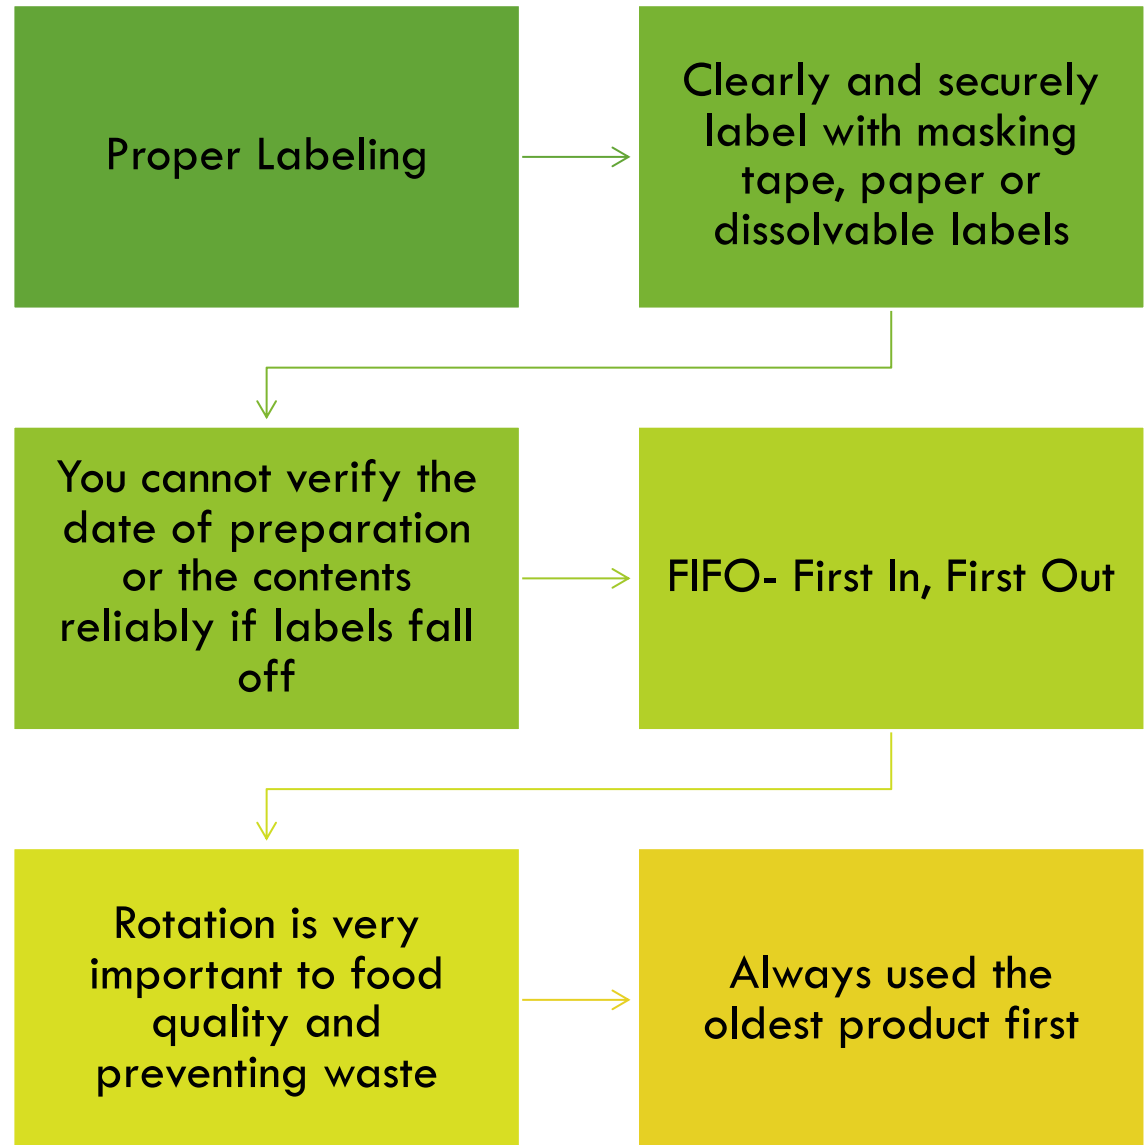 Proper Labeling
Clearly and securely
label with masking
tape, paper or
dissolvable labels
You cannot verify the
date of preparation
or the contents
reliably if labels fall
off
FIFO- First In, First Out
Rotation is very
important to food
quality and
preventing waste
Always used the
oldest product first